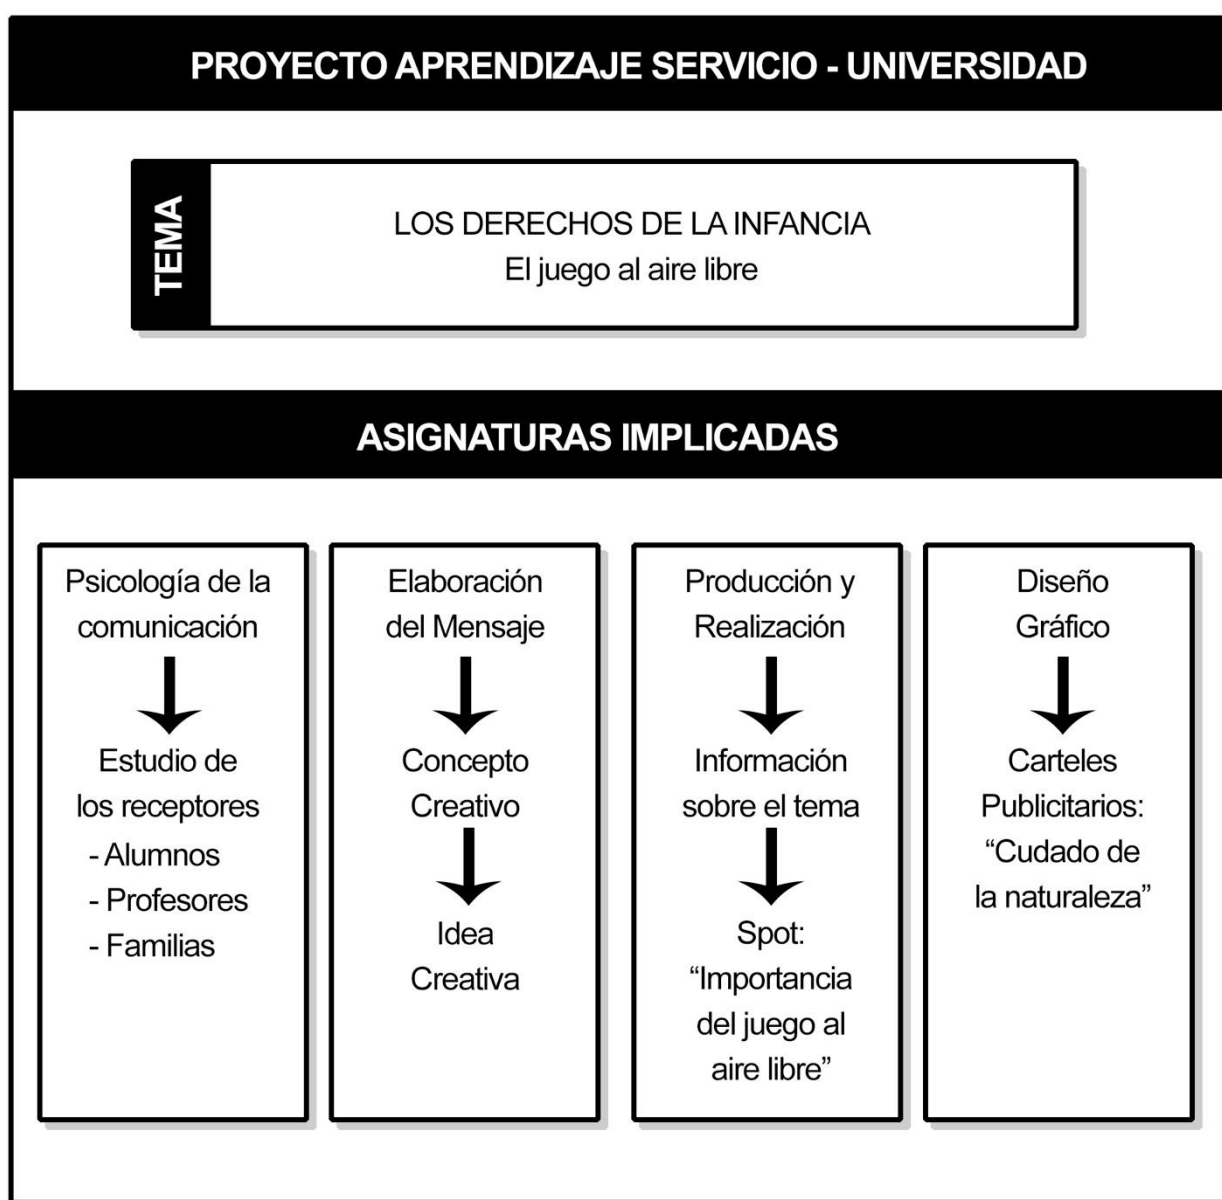 PROYECTO APRENDIZAJE SERVICIO - UNIVERSIDAD
TEMA
LOS DERECHOS DE LA INFANCIA
El juego al aire libre
ASIGNATURAS IMPLICADAS
Psicología de la
comunicación
Estudio de
los receptores
- Alumnos
- Profesores
- Familias
Elaboración
del Mensaje
Concepto
Creativo
Idea
Creativa
Producción y
Realización
Información
sobre el tema
Spot:
“Importancia
del juego al
aire libre”
Diseño
Gráfico
Carteles
Publicitarios:
“Cudado de
la naturaleza”